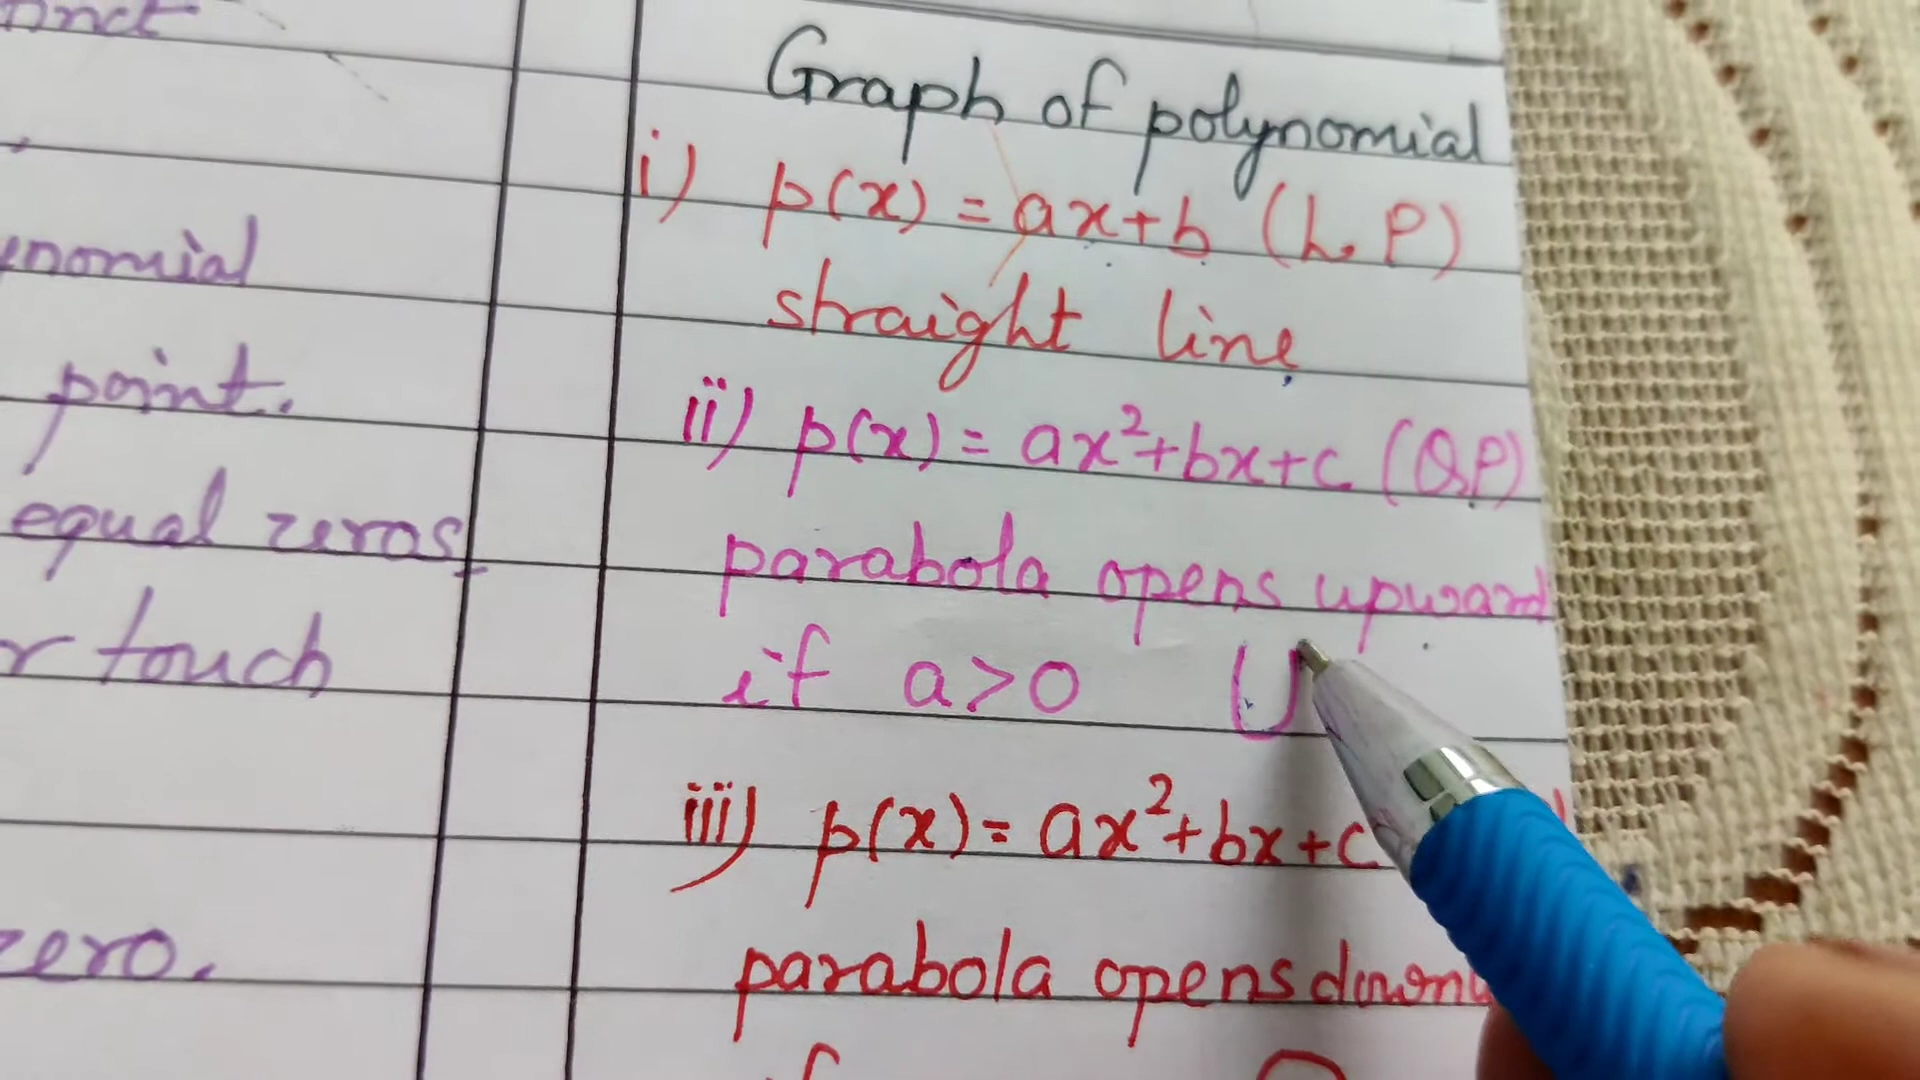 point.
equal zeros
touch
zero.
Graph of polynomial
i) p(x) = ax+b (L.P)
straight line
ii) p(x) = ax²+bx+c (Q.P)
parabola opens upward
if a>0 U
iii) p(x) = ax²+bx+c
parabola opens